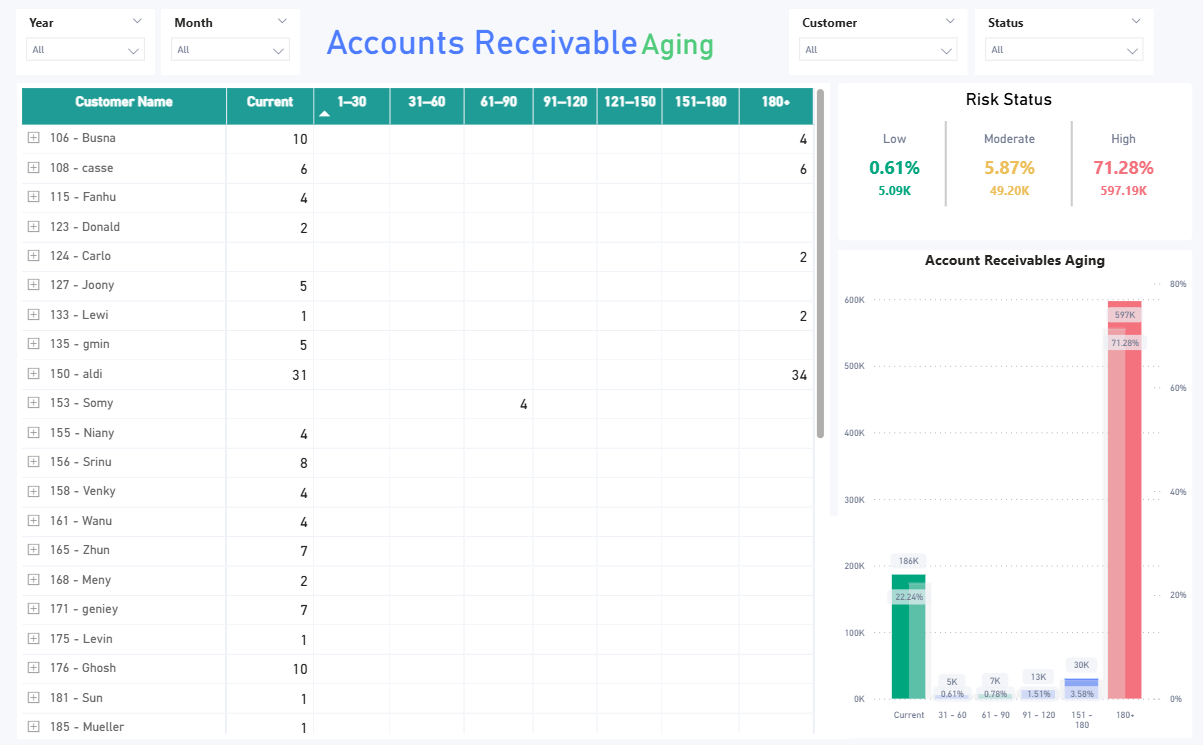 Year
All
Month
All
Accounts Receivable Aging
Customer
All
Status
All
Customer Name Current 1–30 31–60 61–90 91–120 121–150 151–180 180+
106 - Busna 10 4
108 - casse 6 6
115 - Fanhu 4
123 - Donald 2
124 - Carlo 2
127 - Joony 5
133 - Lewi 1 2
135 - gmin 5
150 - aldi 31 34
153 - Somy 4
155 - Niany 4
156 - Srinu 8
158 - Venky 4
161 - Wanu 4
165 - Zhun 7
168 - Meny 2
171 - geniey 7
175 - Levin 1
176 - Ghosh 10
181 - Sun 1
185 - Mueller 1
Risk Status
Low Moderate High
0.61% 5.87% 71.28%
5.09K 49.20K 597.19K
Account Receivables Aging
600K
500K
400K
300K
200K
100K
0K
80%
60%
40%
20%
0%
186K
22.24%
5K
0.61%
7K
0.78%
13K
1.51%
30K
3.58%
597K
71.28%
Current 31 - 60 61 - 90 91 - 120 151 - 180+
180